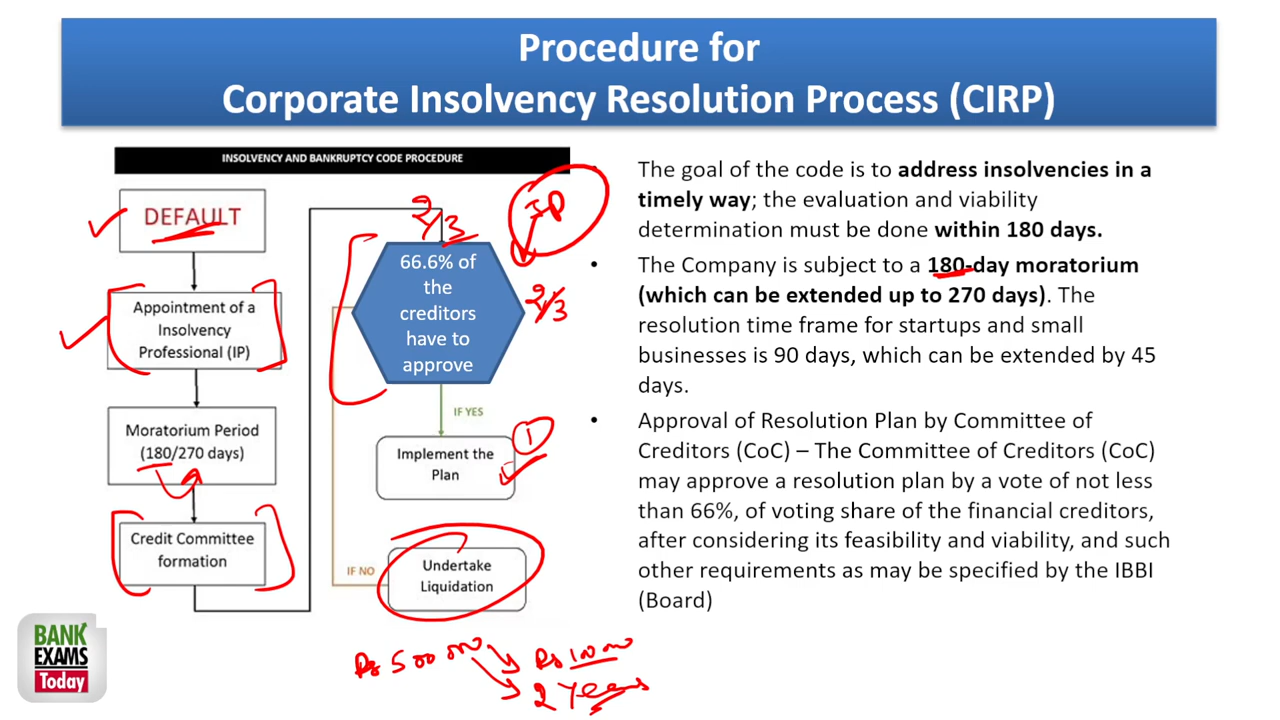 Procedure for
Corporate Insolvency Resolution Process (CIRP)
INSOLVENCY AND BANKRUPTCY CODE PROCEDURE
DEFAULT
Appointment of a
Insolvency
Professional (IP)
Moratorium Period
(180/270 days)
Credit Committee
formation
2/3
IP
66.6% of
the
creditors
have to
approve
2/3
IF YES
1
Implement the
Plan
IF NO
Undertake
Liquidation
• The goal of the code is to address insolvencies in a
timely way; the evaluation and viability
determination must be done within 180 days.
• The Company is subject to a 180-day moratorium
(which can be extended up to 270 days). The
resolution time frame for startups and small
businesses is 90 days, which can be extended by 45
days.
• Approval of Resolution Plan by Committee of
Creditors (CoC) – The Committee of Creditors (CoC)
may approve a resolution plan by a vote of not less
than 66%, of voting share of the financial creditors,
after considering its feasibility and viability, and such
other requirements as may be specified by the IBBI
(Board)
Rs
Rs
2 Years
BANK
EXAMS
Today